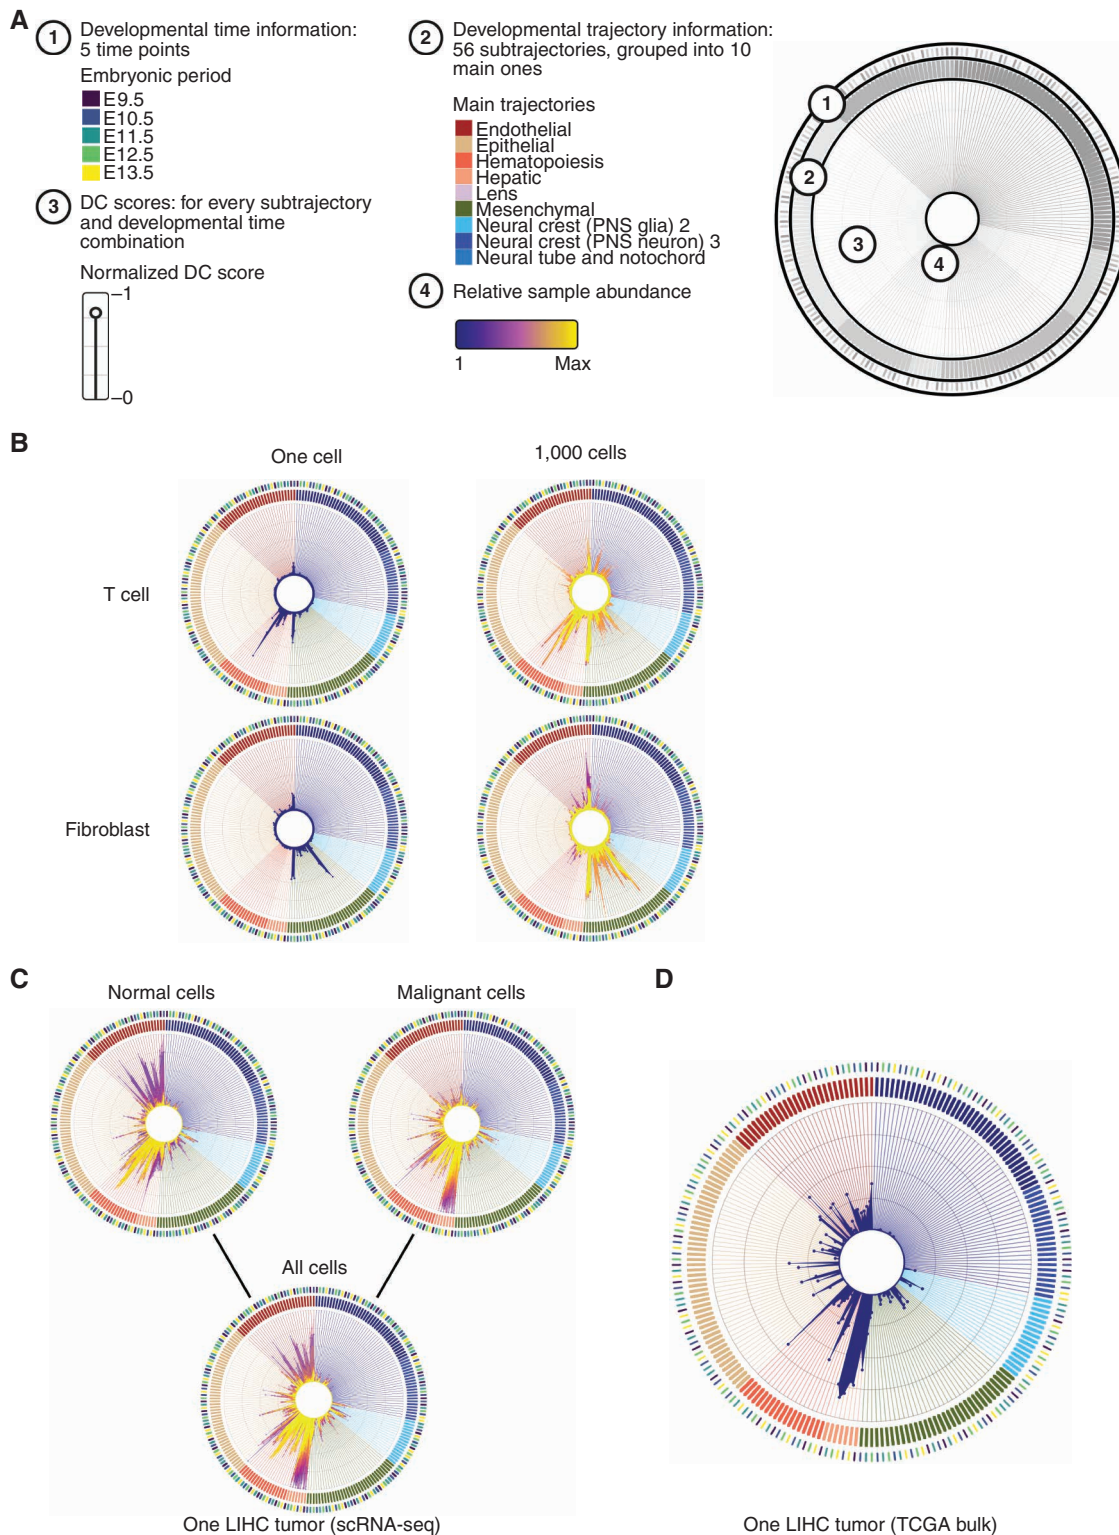 A
1 Developmental time information:
5 time points
Embryonic period
E9.5
E10.5
E11.5
E12.5
E13.5
3 DC scores: for every subtrajectory
and developmental time
combination
Normalized DC score
–1
–0
2 Developmental trajectory information:
56 subtrajectories, grouped into 10
main ones
Main trajectories
Endothelial
Epithelial
Hematopoiesis
Hepatic
Lens
Mesenchymal
Neural crest (PNS glia) 2
Neural crest (PNS neuron) 3
Neural tube and notochord
4 Relative sample abundance
1 Max
1
2
3
4
B
One cell 1,000 cells
T cell
Fibroblast
C
Normal cells Malignant cells
All cells
One LIHC tumor (scRNA-seq)
D
One LIHC tumor (TCGA bulk)